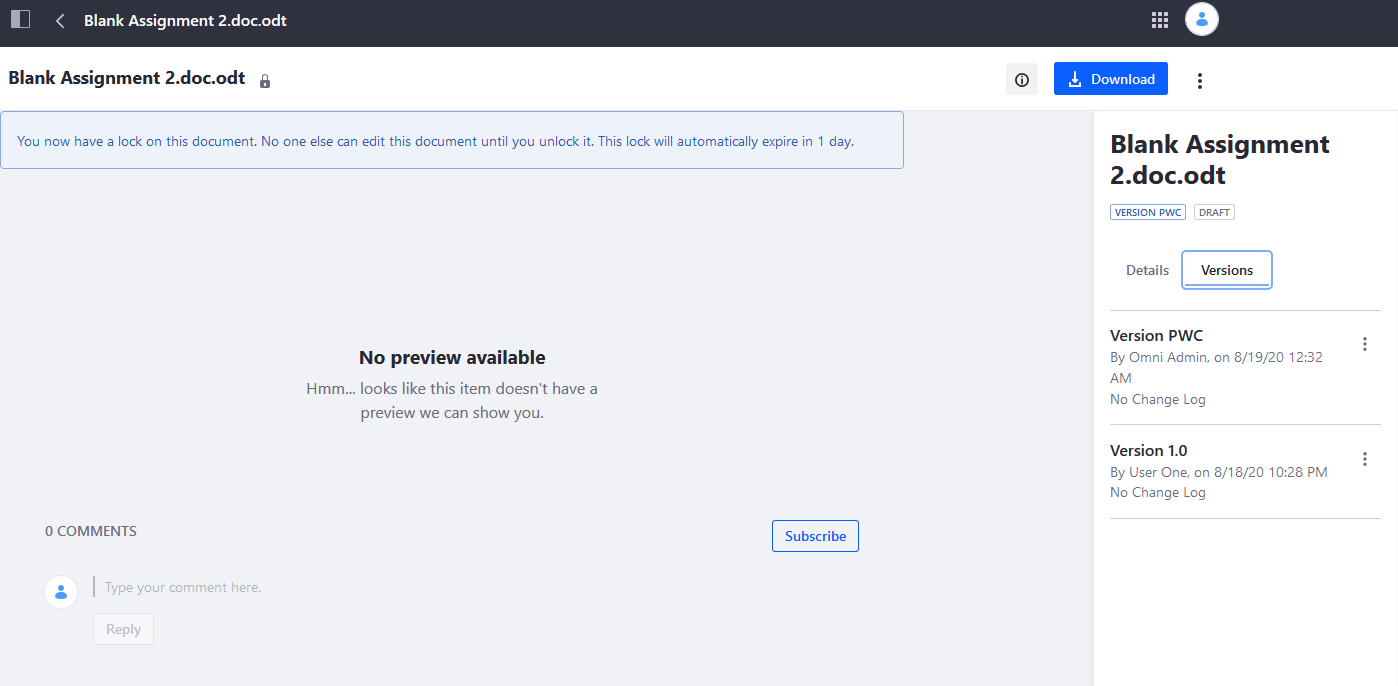 Blank Assignment 2.doc.odt
Blank Assignment 2.doc.odt
Download
You now have a lock on this document. No one else can edit this document until you unlock it. This lock will automatically expire in 1 day.
No preview available
Hmm... looks like this item doesn't have a
preview we can show you.
0 COMMENTS
Subscribe
Type your comment here.
Reply
Blank Assignment
2.doc.odt
VERSION PWC DRAFT
Details Versions
Version PWC
By Omni Admin, on 8/19/20 12:32
AM
No Change Log
Version 1.0
By User One, on 8/18/20 10:28 PM
No Change Log